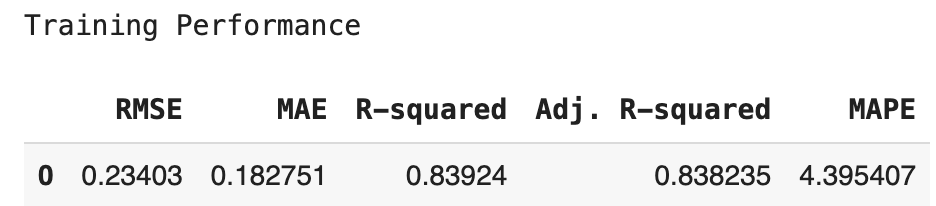 Training Performance
RMSE MAE R-squared Adj. R-squared MAPE
0 0.23403 0.182751 0.83924 0.838235 4.395407